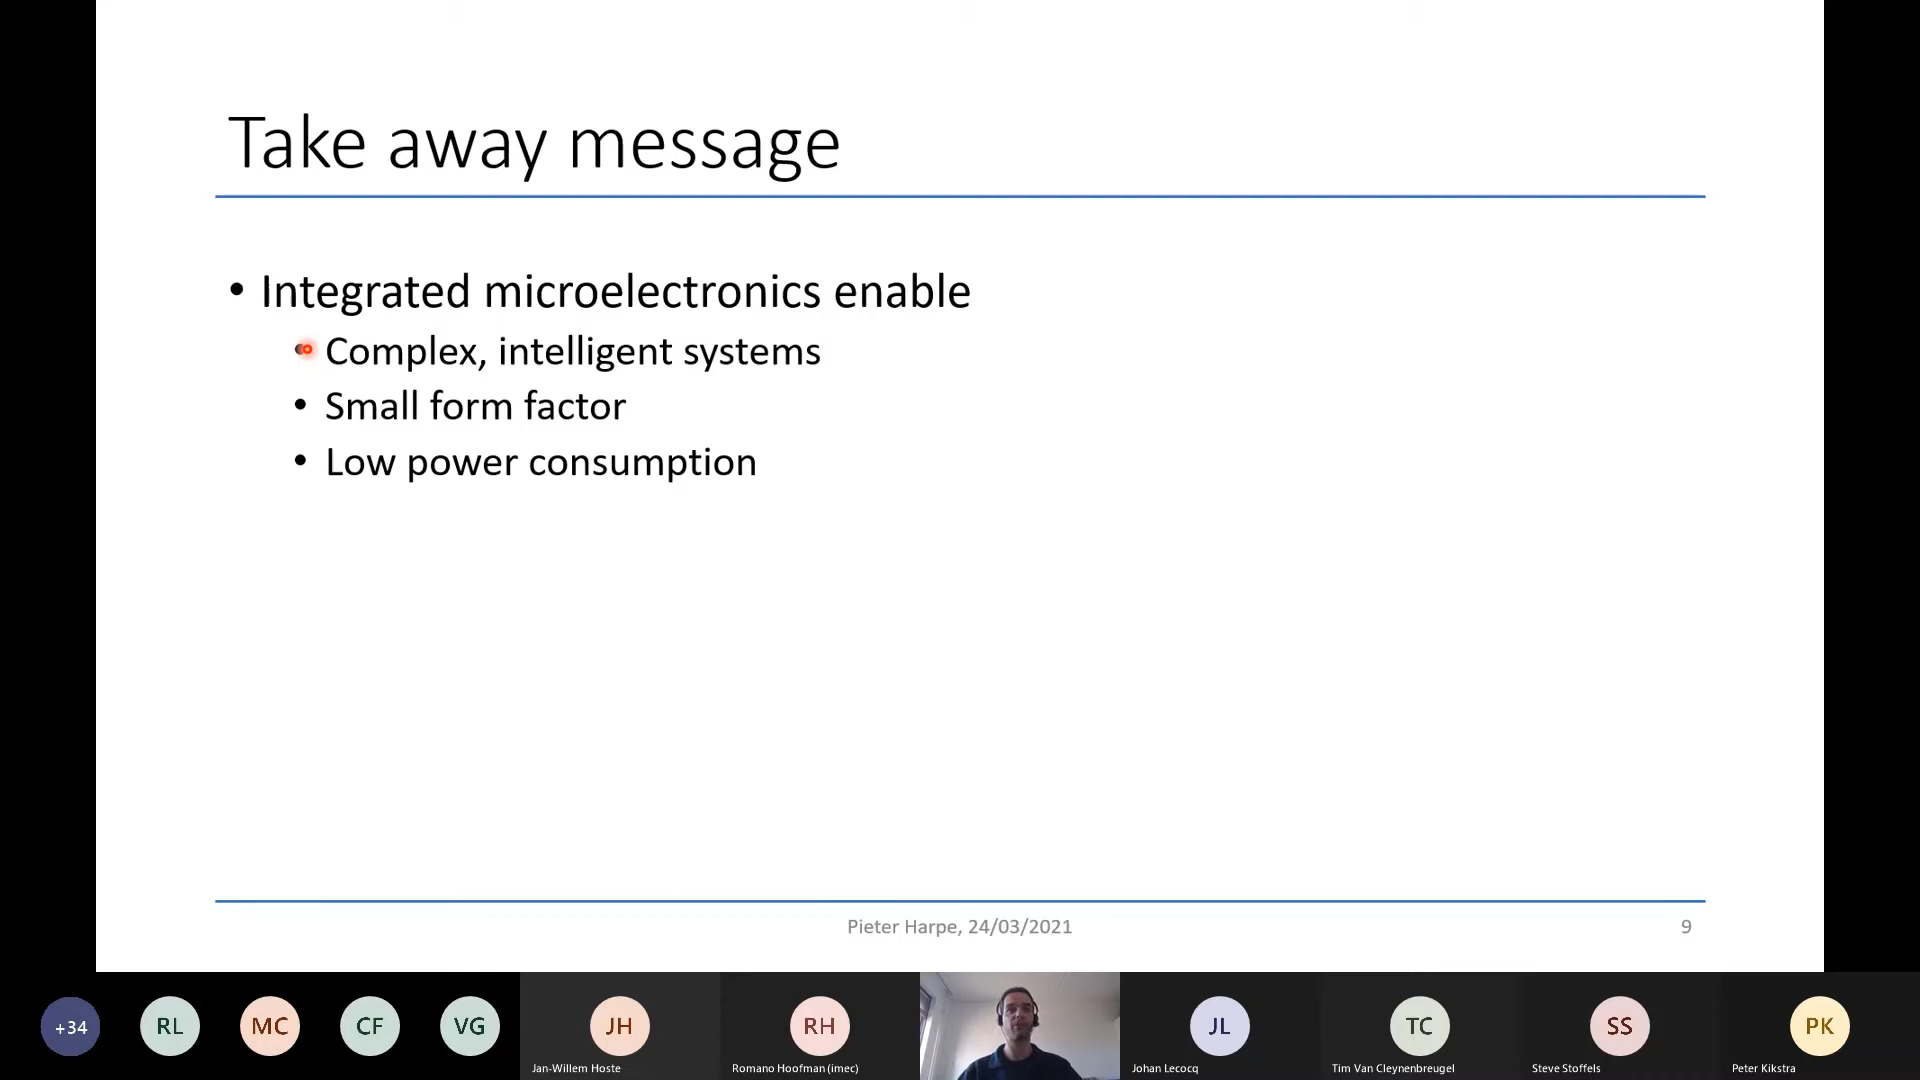 Take away message
• Integrated microelectronics enable
• Complex, intelligent systems
• Small form factor
• Low power consumption
Pieter Harpe, 24/03/2021
9
+34
RL
MC
CF
VG
JH
RH
JL
TC
SS
PK
Jan-Willem Hoste
Romano Hoofman (imec)
Johan Lecocq
Tim Van Cleynenbreugel
Steve Stoffels
Peter Kikstra